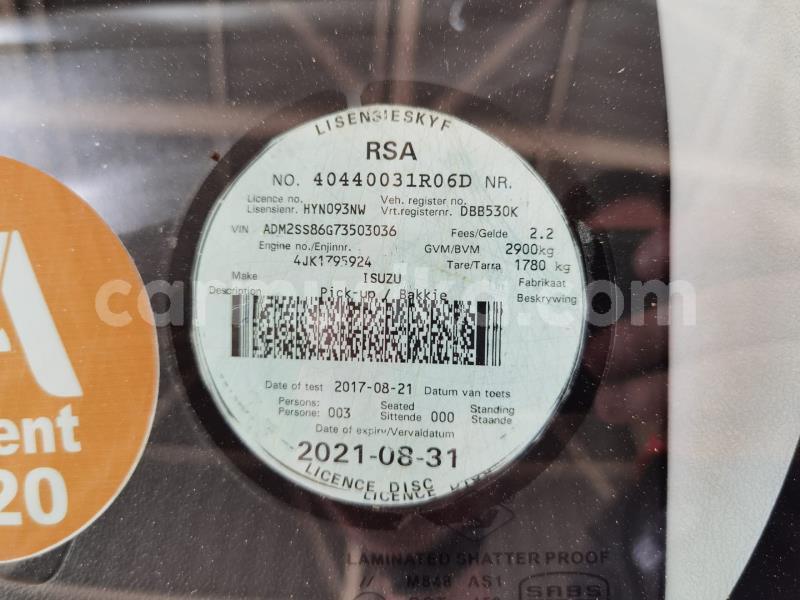 LISENSIESKYF
RSA
NO. 40440031R06D NR.
Licence no. Veh. register no.
Lisensienr. HYN093NW Vrt.registernr. DBB530K
VIN ADM2SS86G73503036 Fees/Gelde 2.2
Engine no./Enjinnr. GVM/BVM 2900kg
4JK1795924 Tare/Tarra 1780 kg
Make ISUZU Fabrikaat
Description Pick-up / Bakkie Beskrywing
Date of test 2017-08-21 Datum van toets
Persons: Seated Standing
Persone: 003 Sittende 000 Staande
Date of expiry/Vervaldatum
2021-08-31
LICENCE DISC
LICENCE
A
ent
20
LAMINATED SHATTER PROOF
// M848 AS1
SABS